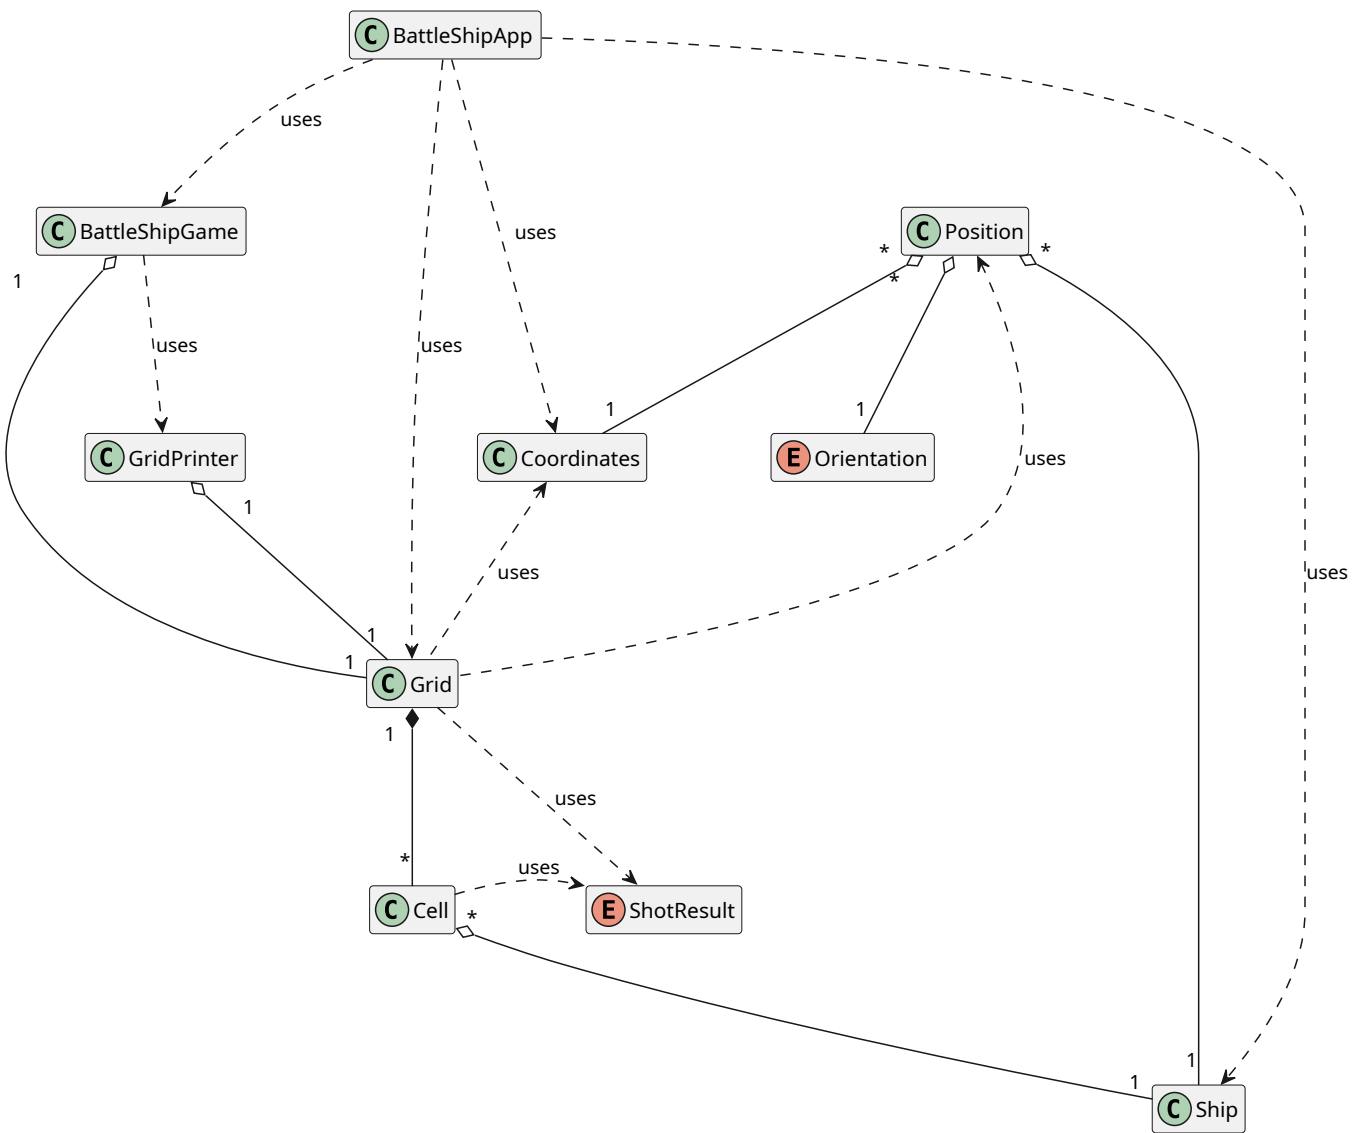 C BattleShipApp
uses
C BattleShipGame
C Position
uses
*
*
1
*
uses
uses
1
1
C GridPrinter
C Coordinates
E Orientation
uses
1
uses
uses
1
1
C Grid
1
uses
*
uses
C Cell
*
E ShotResult
1
1
C Ship